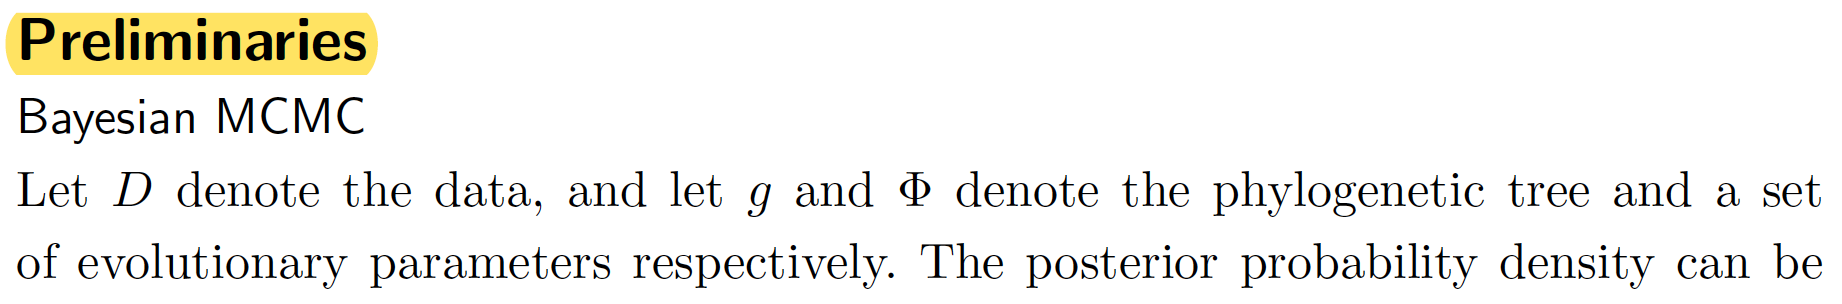 Preliminaries
Bayesian MCMC
Let D denote the data, and let g and Φ denote the phylogenetic tree and a set
of evolutionary parameters respectively. The posterior probability density can be